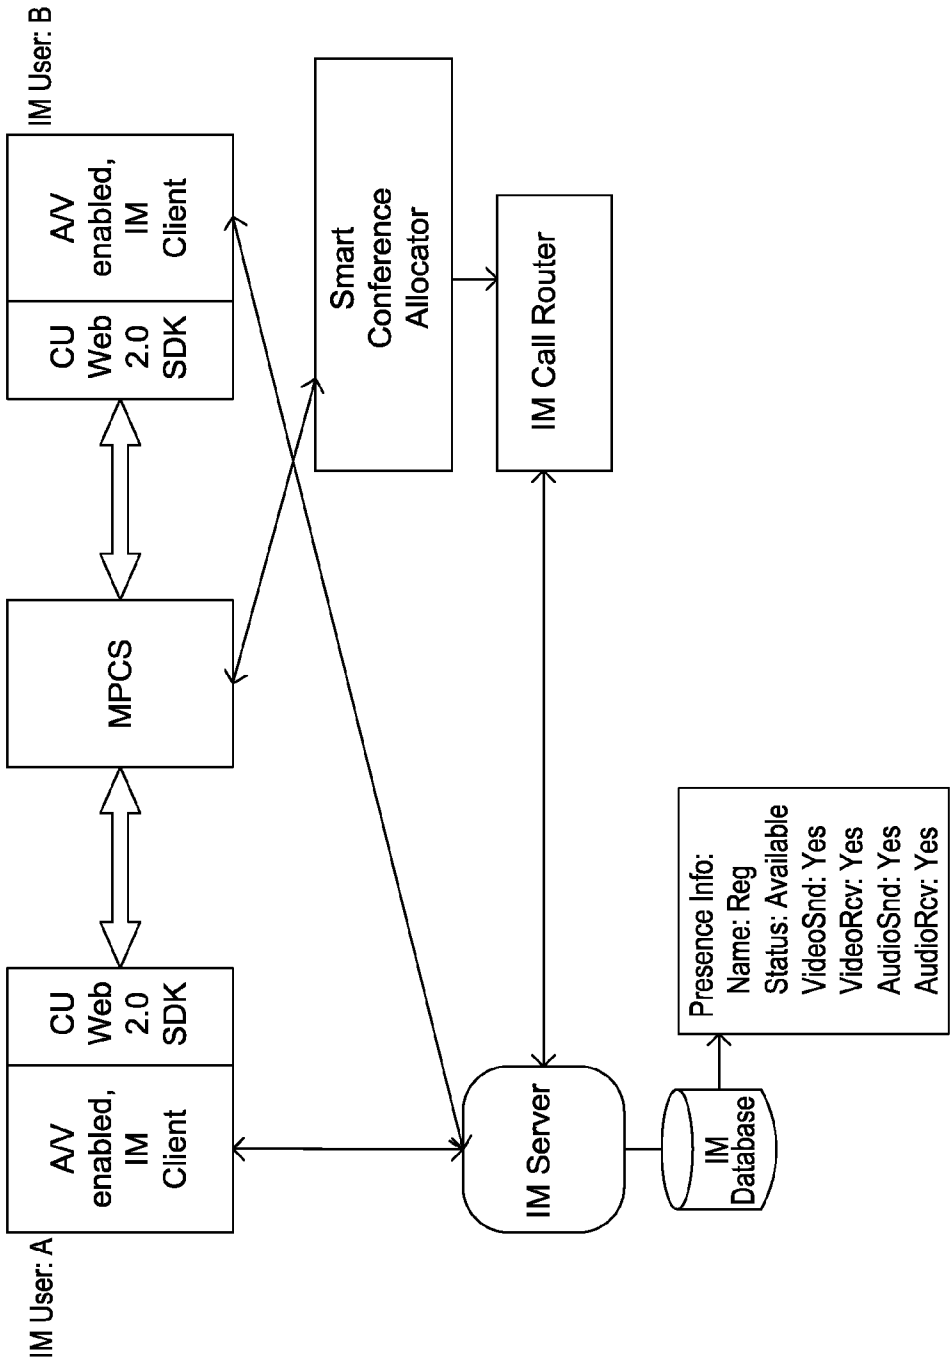 IM User: A
A/V
enabled,
IM
Client
CU
Web
2.0
SDK
MPCS
CU
Web
2.0
SDK
A/V
enabled,
IM
Client
IM User: B
Smart
Conference
Allocator
IM Server
IM Call Router
IM
Database
Presence Info:
Name: Reg
Status: Available
VideoSnd: Yes
VideoRcv: Yes
AudioSnd: Yes
AudioRcv: Yes